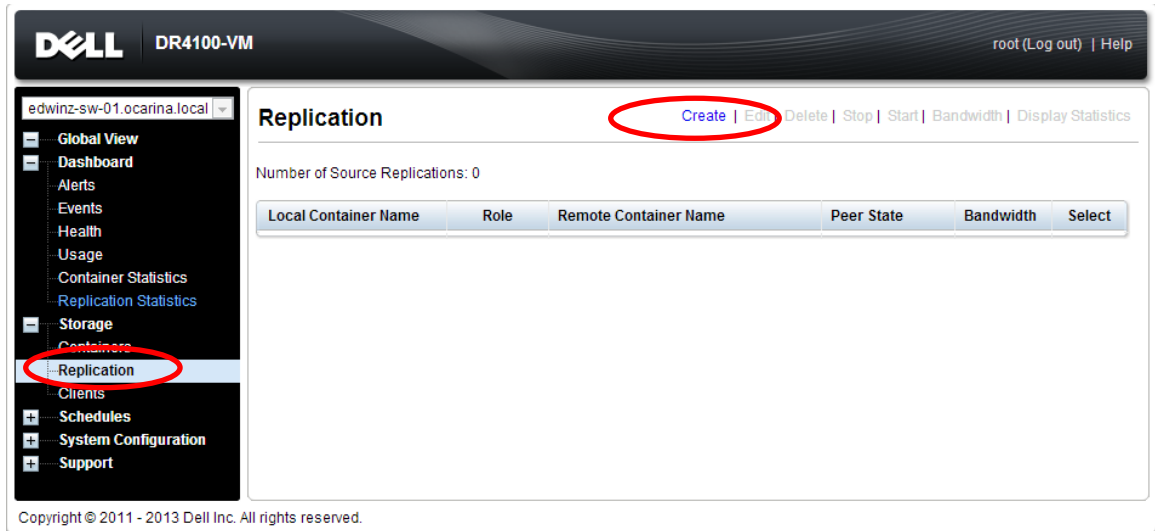 DELL DR4100-VM
root (Log out) | Help
edwinz-sw-01.ocarina.local
Global View
Dashboard
Alerts
Events
Health
Usage
Container Statistics
Replication Statistics
Storage
Containers
Replication
Clients
Schedules
System Configuration
Support
Replication
Create | Edit | Delete | Stop | Start | Bandwidth | Display Statistics
Number of Source Replications: 0
Local Container Name Role Remote Container Name Peer State Bandwidth Select
Copyright © 2011 - 2013 Dell Inc. All rights reserved.